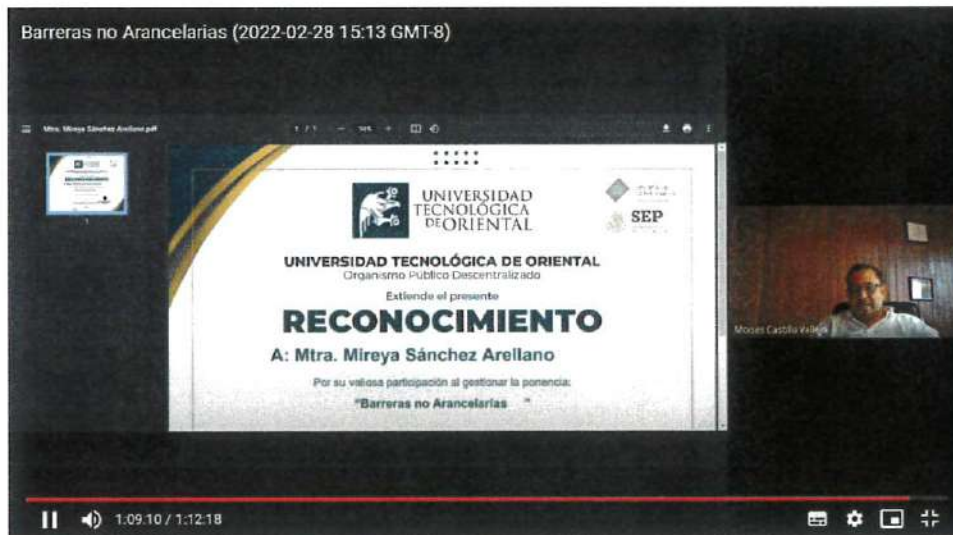 Barreras no Arancelarias (2022-02-28 15:13 GMT-8)
Mtra. Mireya Sánchez Arellano.pdf
1 / 1
UNIVERSIDAD
TECNOLÓGICA
DE ORIENTAL
SEP
UNIVERSIDAD TECNOLÓGICA DE ORIENTAL
Organismo Público Descentralizado
Extiende el presente
RECONOCIMIENTO
A: Mtra. Mireya Sánchez Arellano
Por su valiosa participación al gestionar la ponencia:
"Barreras no Arancelarias "
Moises Castillo
1:09:10 / 1:12:18